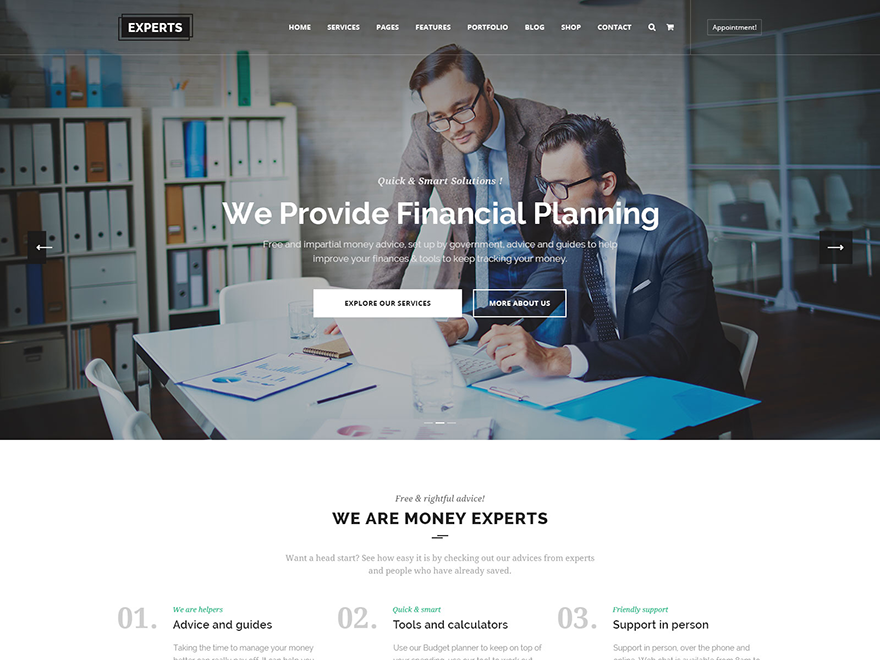 EXPERTS
HOME SERVICES PAGES FEATURES PORTFOLIO BLOG SHOP CONTACT
Appointment!
Quick & Smart Solutions !
We Provide Financial Planning
Free and impartial money advice, set up by government, advice and guides to help
improve your finances & tools to keep tracking your money.
EXPLORE OUR SERVICES
MORE ABOUT US
Free & rightful advice!
WE ARE MONEY EXPERTS
Want a head start? See how easy it is by checking out our advices from experts
and people who have already saved.
01.
We are helpers
Advice and guides
Taking the time to manage your money
02.
Quick & smart
Tools and calculators
Use our Budget planner to keep on top of
03.
Friendly support
Support in person
Support in person, over the phone and